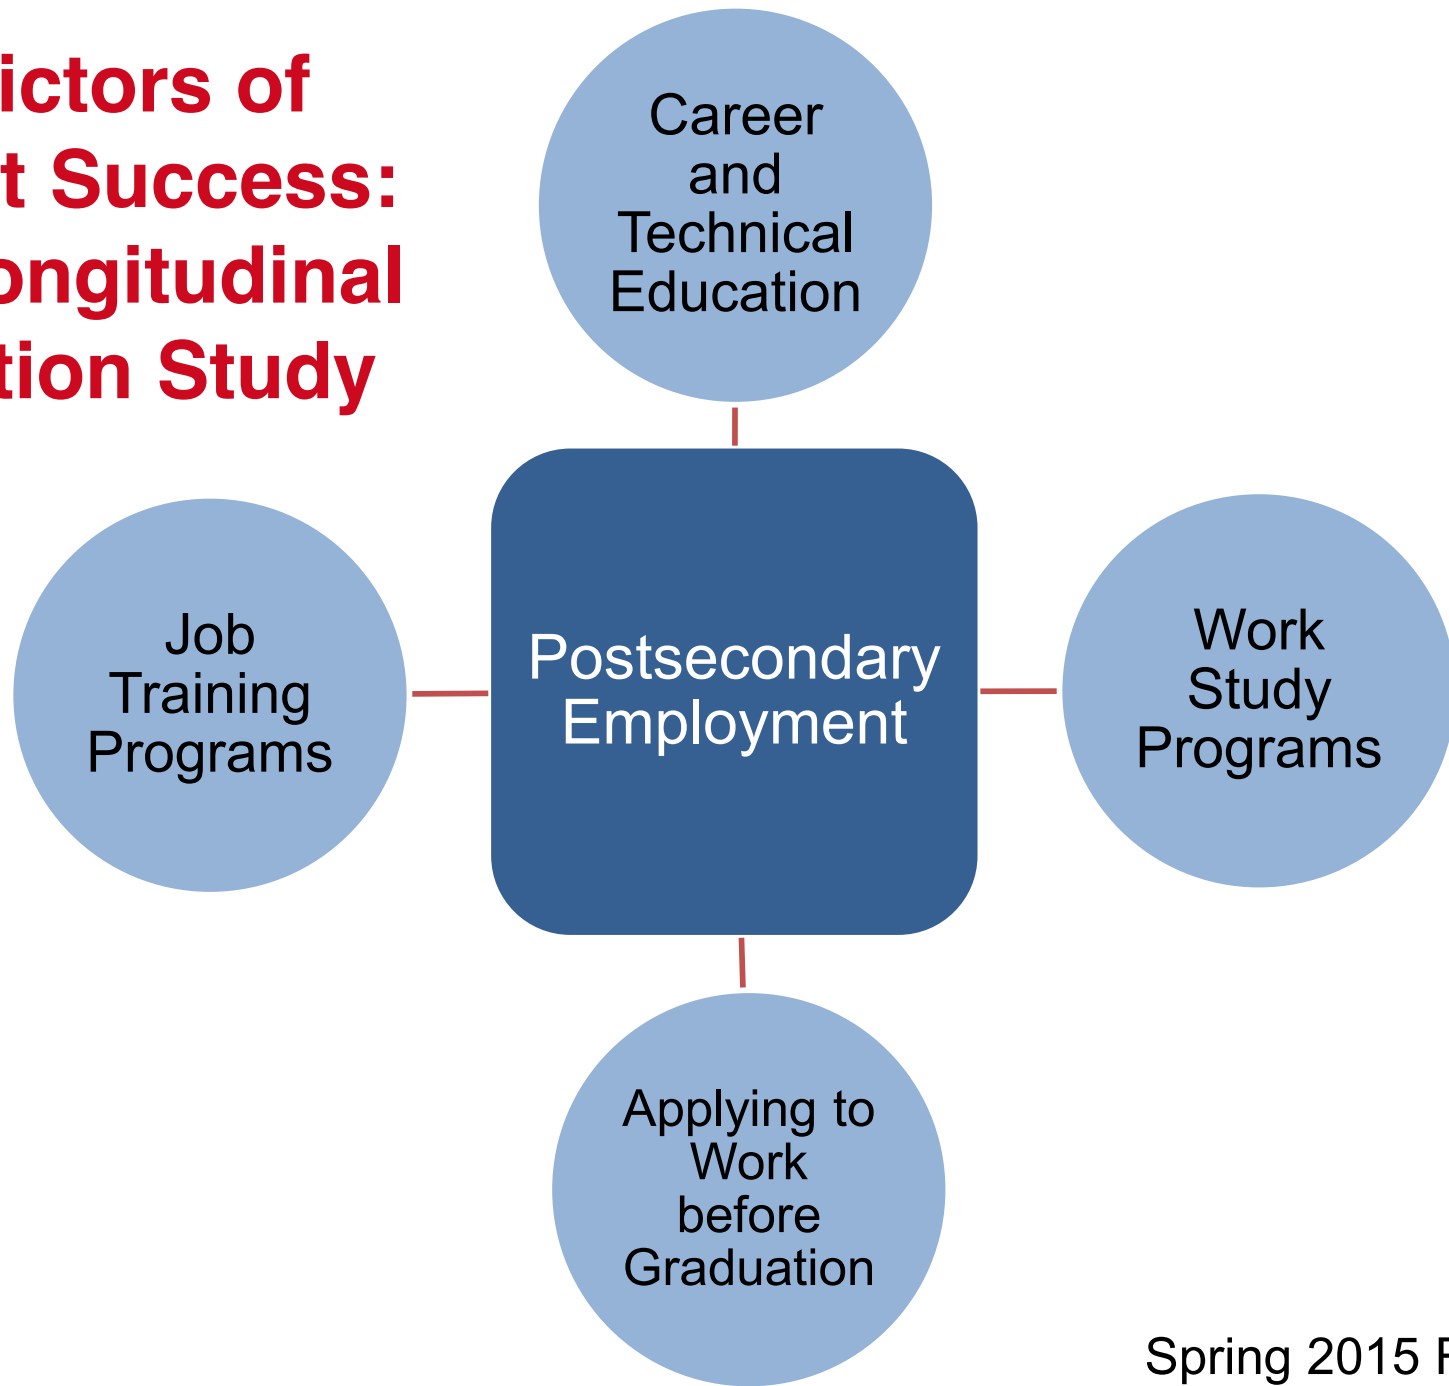 ictors of
t Success:
ongitudinal
tion Study
Career
and
Technical
Education
Job
Training
Programs
Postsecondary
Employment
Work
Study
Programs
Applying to
Work
before
Graduation
Spring 2015